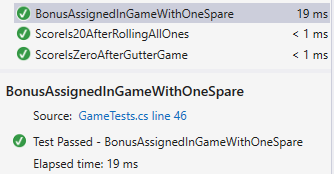 BonusAssignedInGameWithOneSpare 19 ms
ScoreIs20AfterRollingAllOnes < 1 ms
ScoreIsZeroAfterGutterGame < 1 ms
BonusAssignedInGameWithOneSpare
Source: GameTests.cs line 46
Test Passed - BonusAssignedInGameWithOneSpare
Elapsed time: 19 ms